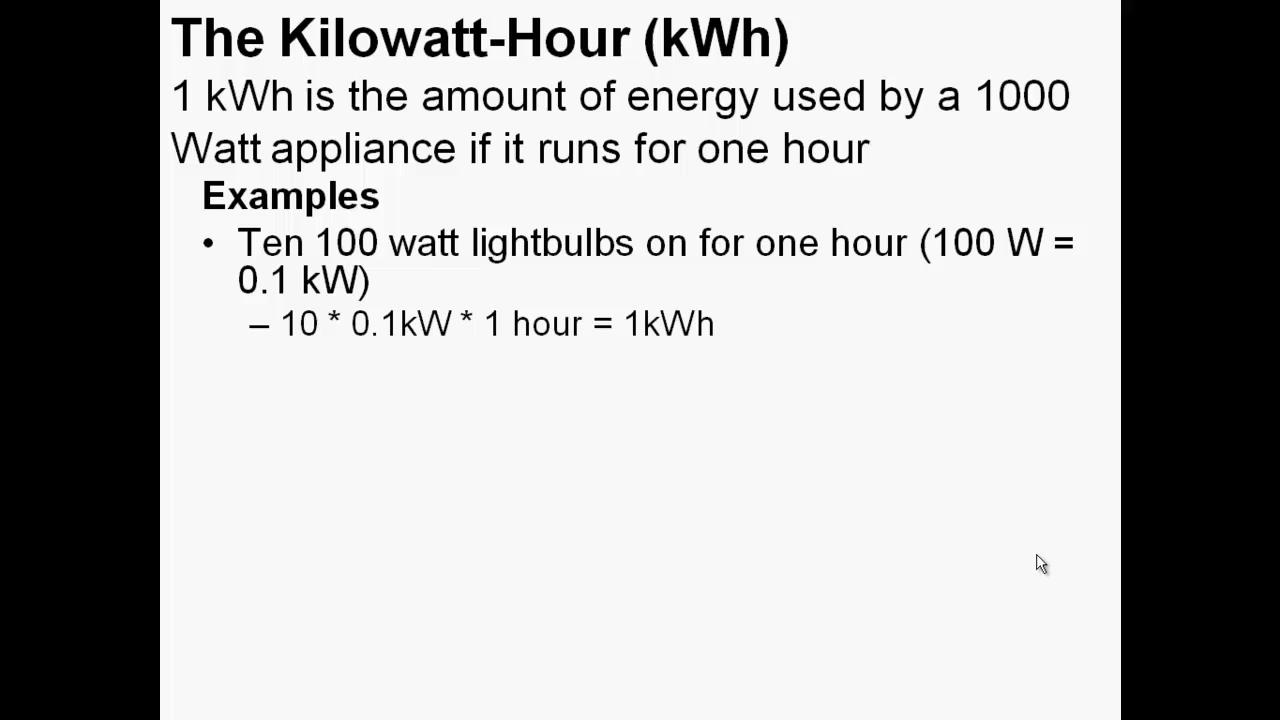 The Kilowatt-Hour (kWh)
1 kWh is the amount of energy used by a 1000
Watt appliance if it runs for one hour
Examples
• Ten 100 watt lightbulbs on for one hour (100 W =
0.1 kW)
– 10 * 0.1kW * 1 hour = 1kWh